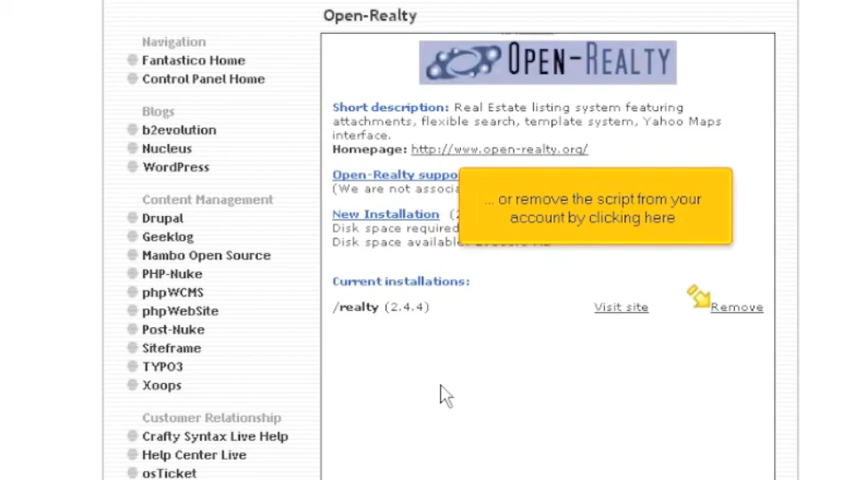 Open-Realty
Navigation
Fantastico Home
Control Panel Home
Blogs
b2evolution
Nucleus
WordPress
Content Management
Drupal
Geeklog
Mambo Open Source
PHP-Nuke
phpWCMS
phpWebSite
Post-Nuke
Siteframe
TYPO3
Xoops
Customer Relationship
Crafty Syntax Live Help
Help Center Live
osTicket
OPEN-REALTY
Short description: Real Estate listing system featuring
attachments, flexible search, template system, Yahoo Maps
interface.
Homepage: http://www.open-realty.org/
Open-Realty
(We are not
... or remove the script from your
account by clicking here
New Installation
Disk space required
Disk space available:
Current installations:
/realty (2.4.4) Visit site Remove